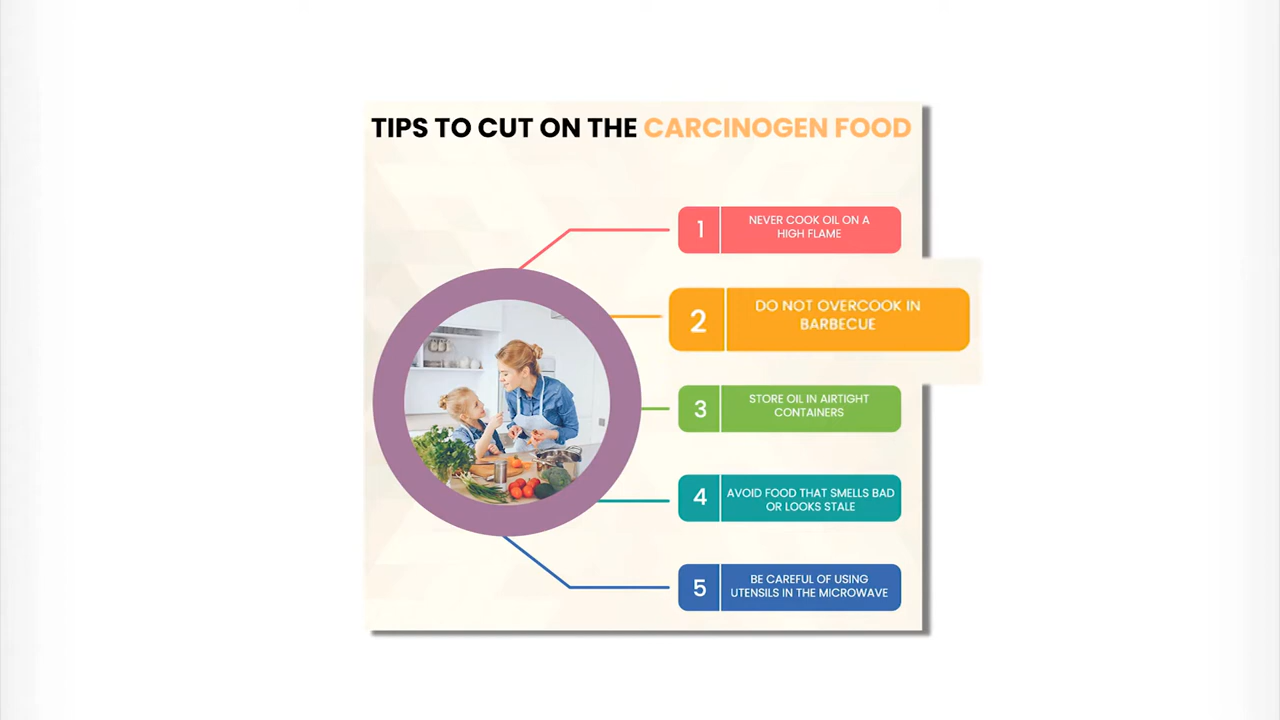 TIPS TO CUT ON THE CARCINOGEN FOOD
1
NEVER COOK OIL ON A
HIGH FLAME
2
DO NOT OVERCOOK IN
BARBECUE
3
STORE OIL IN AIRTIGHT
CONTAINERS
4
AVOID FOOD THAT SMELLS BAD
OR LOOKS STALE
5
BE CAREFUL OF USING
UTENSILS IN THE MICROWAVE